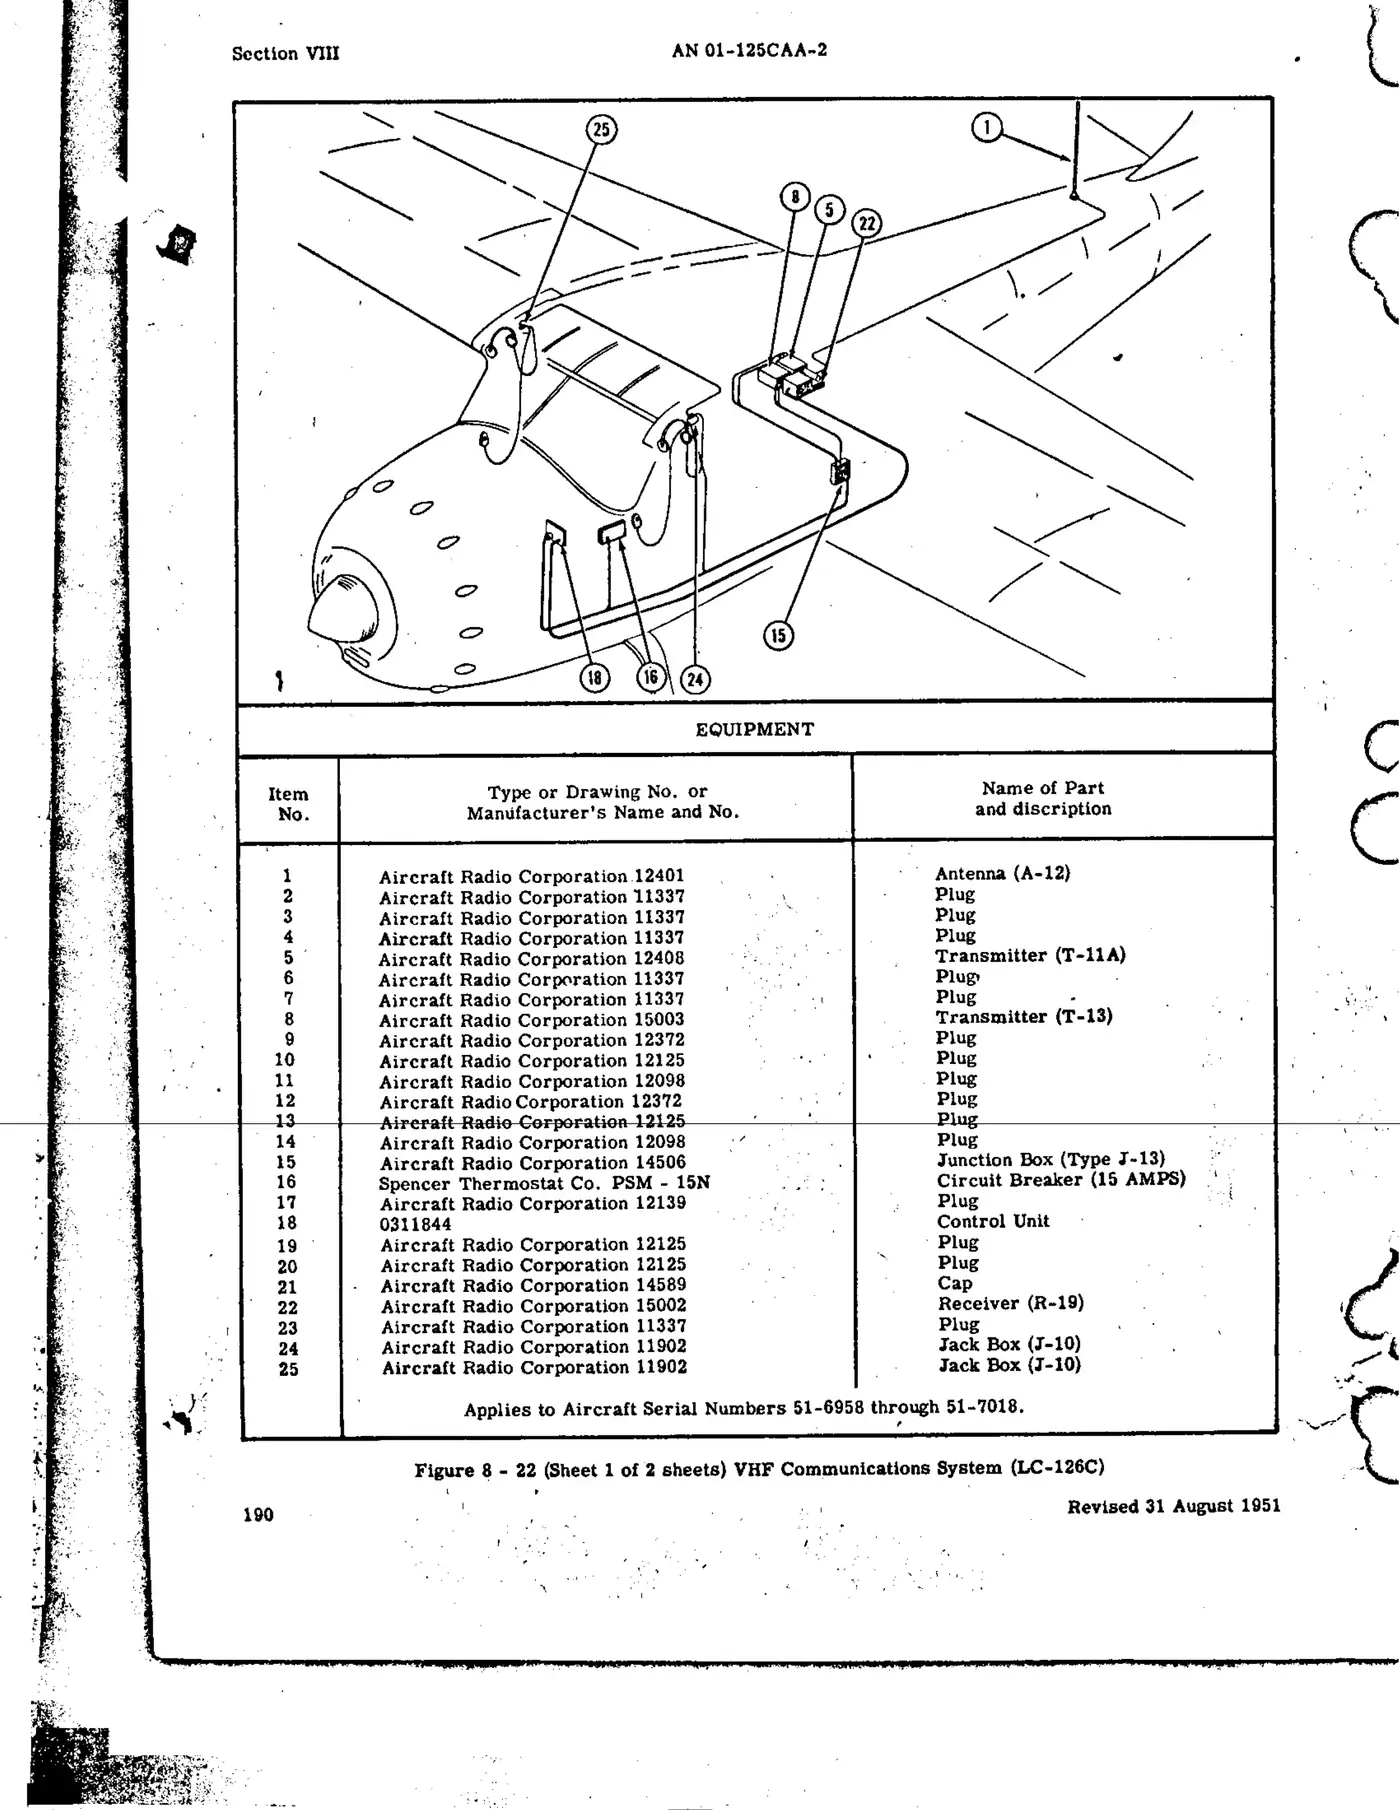 Section VIII
AN 01-125CAA-2
25
1
8
5
22
15
18
16
24
EQUIPMENT
Item No.
Type or Drawing No. or Manufacturer's Name and No.
Name of Part and discription
1 Aircraft Radio Corporation 12401 Antenna (A-12)
2 Aircraft Radio Corporation 11337 Plug
3 Aircraft Radio Corporation 11337 Plug
4 Aircraft Radio Corporation 11337 Plug
5 Aircraft Radio Corporation 12408 Transmitter (T-11A)
6 Aircraft Radio Corporation 11337 Plug
7 Aircraft Radio Corporation 11337 Plug
8 Aircraft Radio Corporation 15003 Transmitter (T-13)
9 Aircraft Radio Corporation 12372 Plug
10 Aircraft Radio Corporation 12125 Plug
11 Aircraft Radio Corporation 12098 Plug
12 Aircraft Radio Corporation 12372 Plug
13 Aircraft Radio Corporation 12125 Plug
14 Aircraft Radio Corporation 12098 Plug
15 Aircraft Radio Corporation 14506 Junction Box (Type J-13)
16 Spencer Thermostat Co. PSM - 15N Circuit Breaker (15 AMPS)
17 Aircraft Radio Corporation 12139 Plug
18 0311844 Control Unit
19 Aircraft Radio Corporation 12125 Plug
20 Aircraft Radio Corporation 12125 Plug
21 Aircraft Radio Corporation 14589 Cap
22 Aircraft Radio Corporation 15002 Receiver (R-19)
23 Aircraft Radio Corporation 11337 Plug
24 Aircraft Radio Corporation 11902 Jack Box (J-10)
25 Aircraft Radio Corporation 11902 Jack Box (J-10)
Applies to Aircraft Serial Numbers 51-6958 through 51-7018.
Figure 8 - 22 (Sheet 1 of 2 sheets) VHF Communications System (LC-126C)
190
Revised 31 August 1951